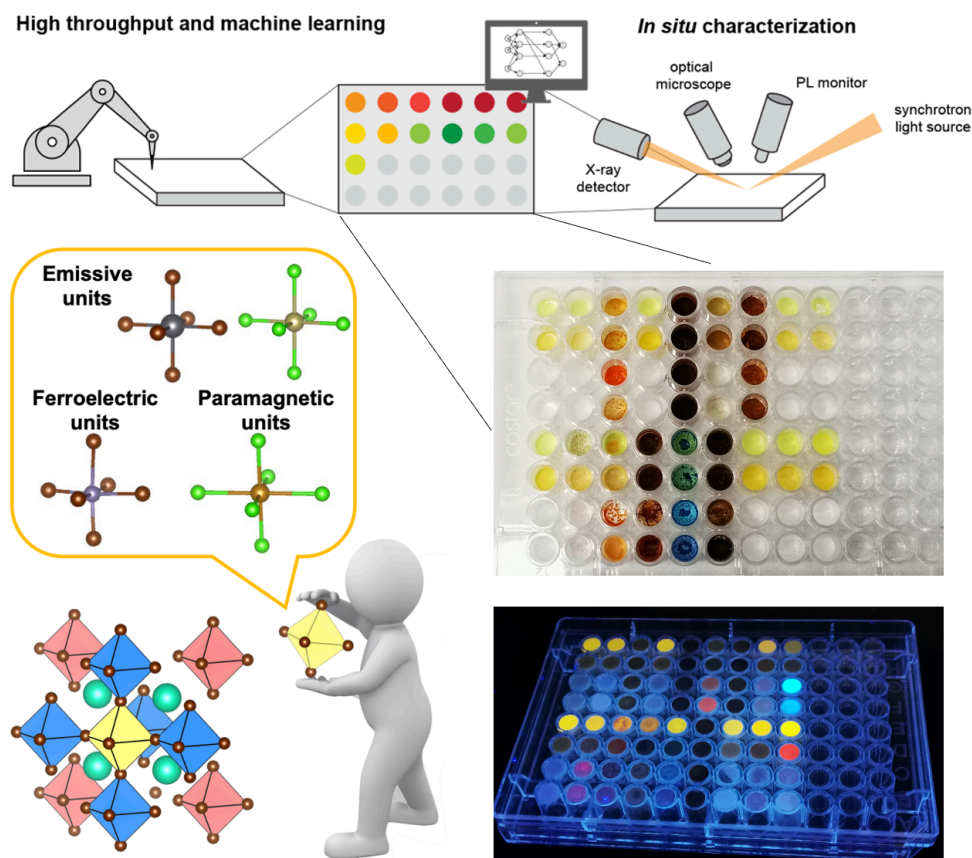 High throughput and machine learning
In situ characterization
optical
microscope
PL monitor
synchrotron
light source
X-ray
detector
Emissive
units
Ferroelectric
units
Paramagnetic
units
costar